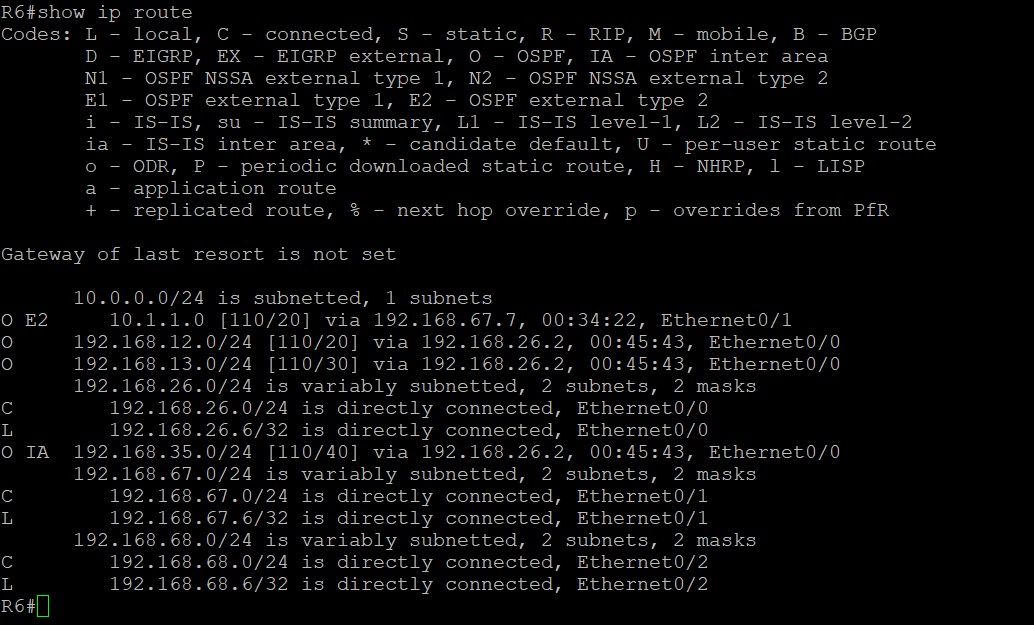 R6#show ip route
Codes: L - local, C - connected, S - static, R - RIP, M - mobile, B - BGP
       D - EIGRP, EX - EIGRP external, O - OSPF, IA - OSPF inter area
       N1 - OSPF NSSA external type 1, N2 - OSPF NSSA external type 2
       E1 - OSPF external type 1, E2 - OSPF external type 2
       i - IS-IS, su - IS-IS summary, L1 - IS-IS level-1, L2 - IS-IS level-2
       ia - IS-IS inter area, * - candidate default, U - per-user static route
       o - ODR, P - periodic downloaded static route, H - NHRP, l - LISP
       a - application route
       + - replicated route, % - next hop override, p - overrides from PfR

Gateway of last resort is not set

      10.0.0.0/24 is subnetted, 1 subnets
O E2     10.1.1.0 [110/20] via 192.168.67.7, 00:34:22, Ethernet0/1
O     192.168.12.0/24 [110/20] via 192.168.26.2, 00:45:43, Ethernet0/0
O     192.168.13.0/24 [110/30] via 192.168.26.2, 00:45:43, Ethernet0/0
      192.168.26.0/24 is variably subnetted, 2 subnets, 2 masks
C        192.168.26.0/24 is directly connected, Ethernet0/0
L        192.168.26.6/32 is directly connected, Ethernet0/0
O IA  192.168.35.0/24 [110/40] via 192.168.26.2, 00:45:43, Ethernet0/0
      192.168.67.0/24 is variably subnetted, 2 subnets, 2 masks
C        192.168.67.0/24 is directly connected, Ethernet0/1
L        192.168.67.6/32 is directly connected, Ethernet0/1
      192.168.68.0/24 is variably subnetted, 2 subnets, 2 masks
C        192.168.68.0/24 is directly connected, Ethernet0/2
L        192.168.68.6/32 is directly connected, Ethernet0/2
R6#